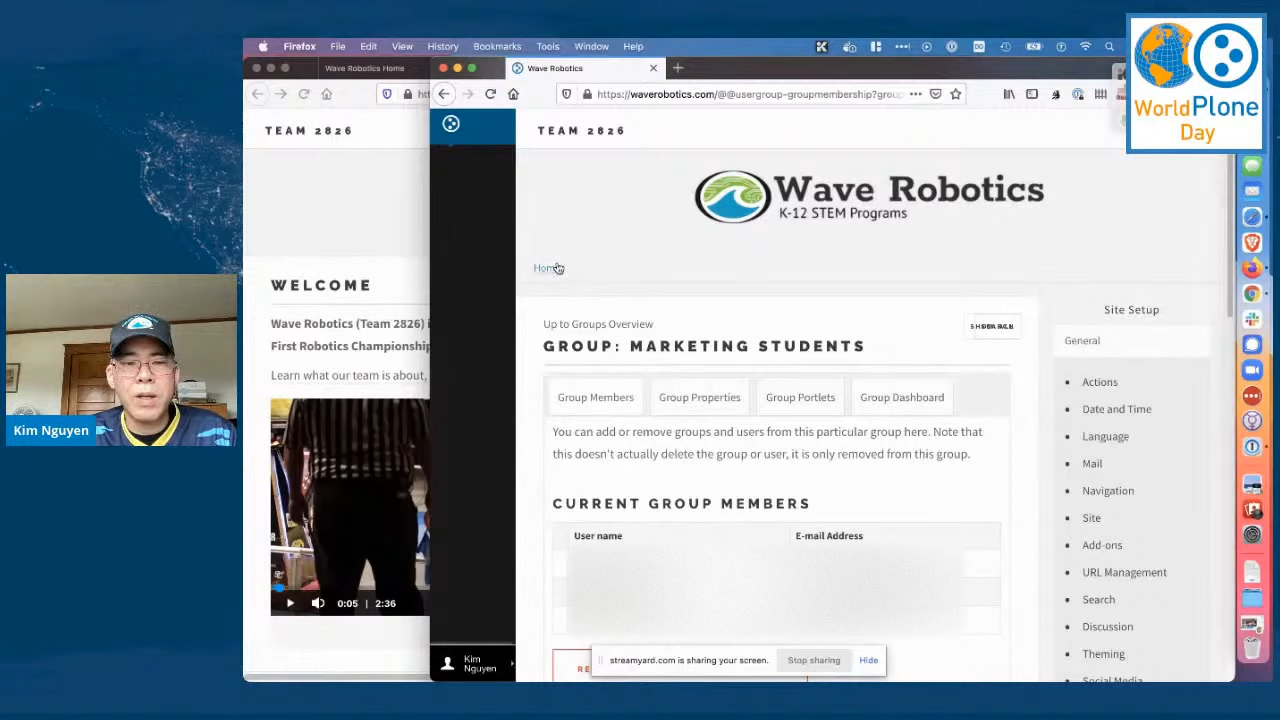 Firefox File Edit View History Bookmarks Tools Window Help
WorldPlone
Day
Wave Robotics Home
Wave Robotics
https://waverobotics.com/@@usergroup-groupmembership?grou
TEAM 2826
TEAM 2826
Wave Robotics
K-12 STEM Programs
Home
WELCOME
Wave Robotics (Team 2826) i
First Robotics Championship
Learn what our team is about,
0:05 | 2:36
Kim Nguyen
Up to Groups Overview
GROUP: MARKETING STUDENTS
Group Members
Group Properties
Group Portlets
Group Dashboard
You can add or remove groups and users from this particular group here. Note that
this doesn't actually delete the group or user, it is only removed from this group.
CURRENT GROUP MEMBERS
User name
E-mail Address
Kim
Nguyen
streamyard.com is sharing your screen.
Stop sharing
Hide
Site Setup
General
Actions
Date and Time
Language
Mail
Navigation
Site
Add-ons
URL Management
Search
Discussion
Theming
Social Media